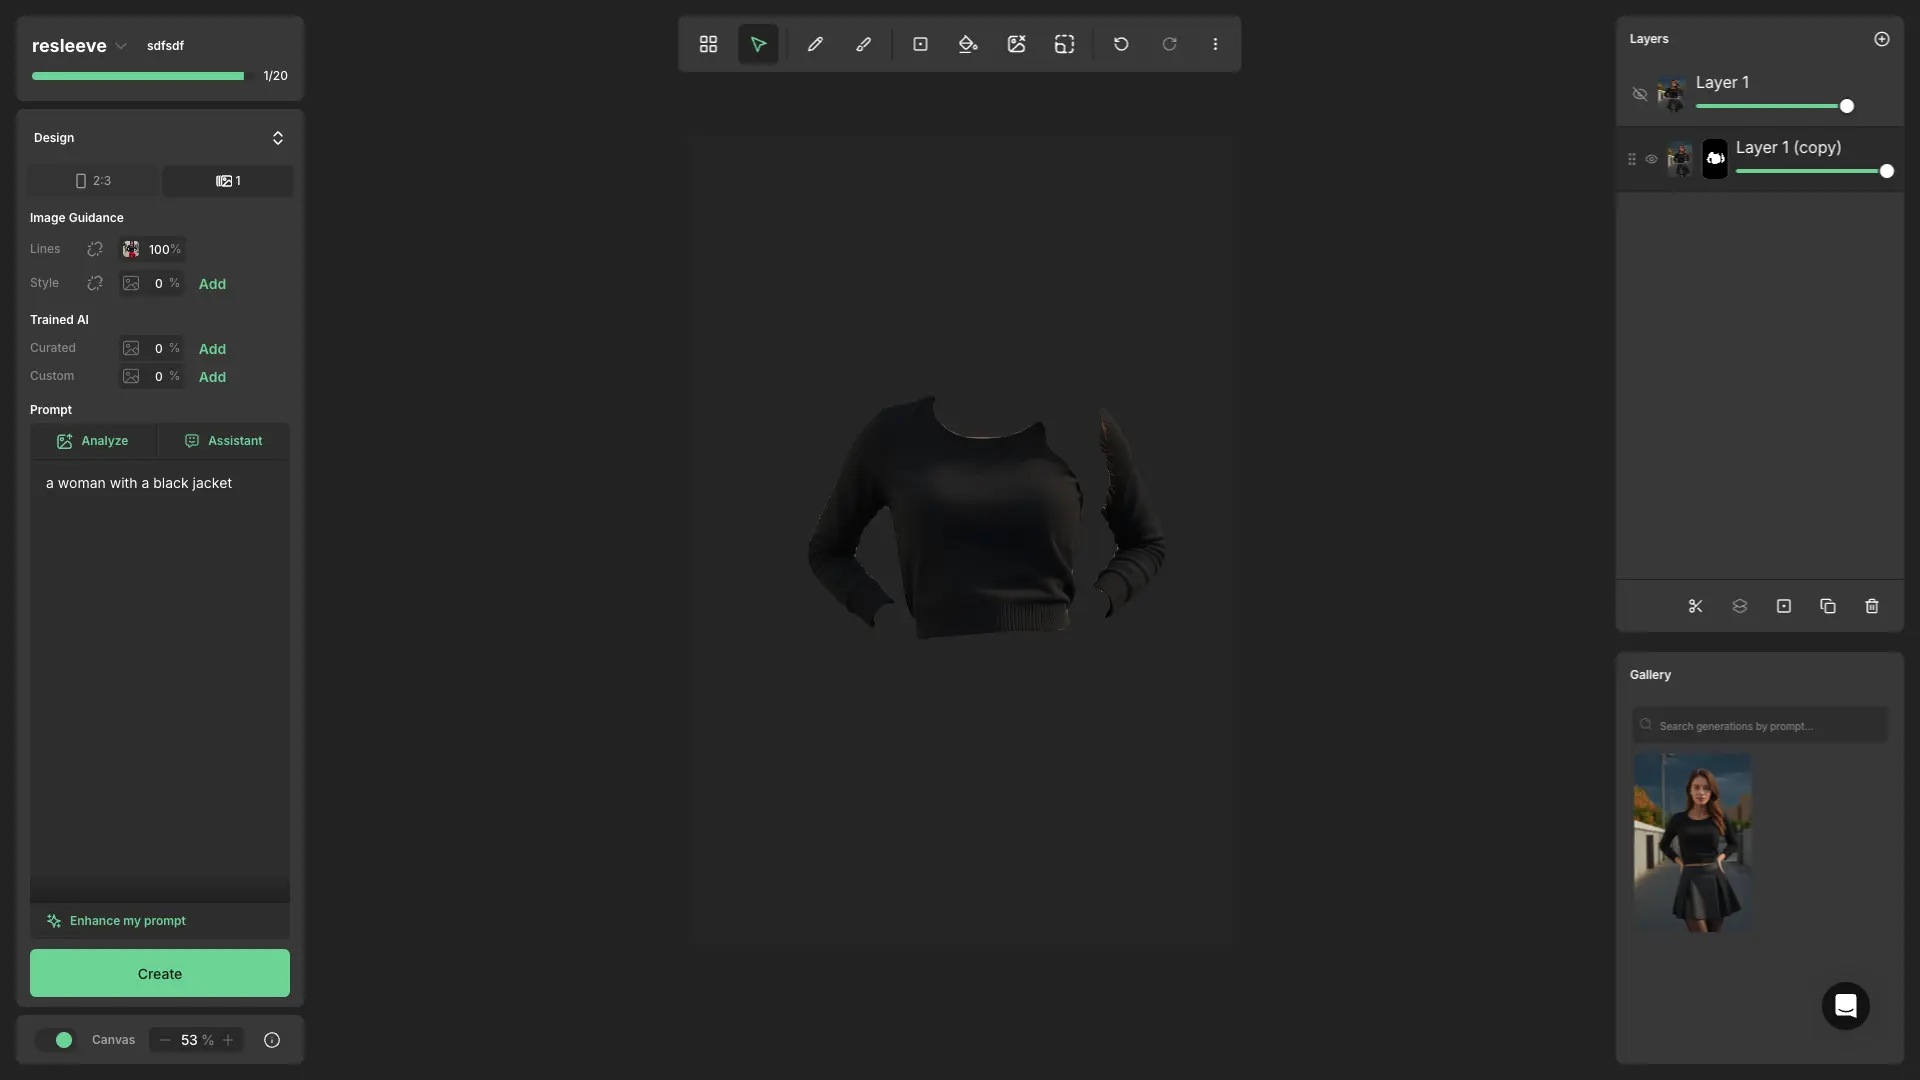 resleeve
sdfsdf
1/20
Design
2:3
1
Image Guidance
Lines
100%
Style
0 %
Add
Trained AI
Curated
0 %
Add
Custom
0 %
Add
Prompt
Analyze
Assistant
a woman with a black jacket
Enhance my prompt
Create
Canvas
53 %
Layers
Layer 1
Layer 1 (copy)
Gallery
Search generations by prompt...